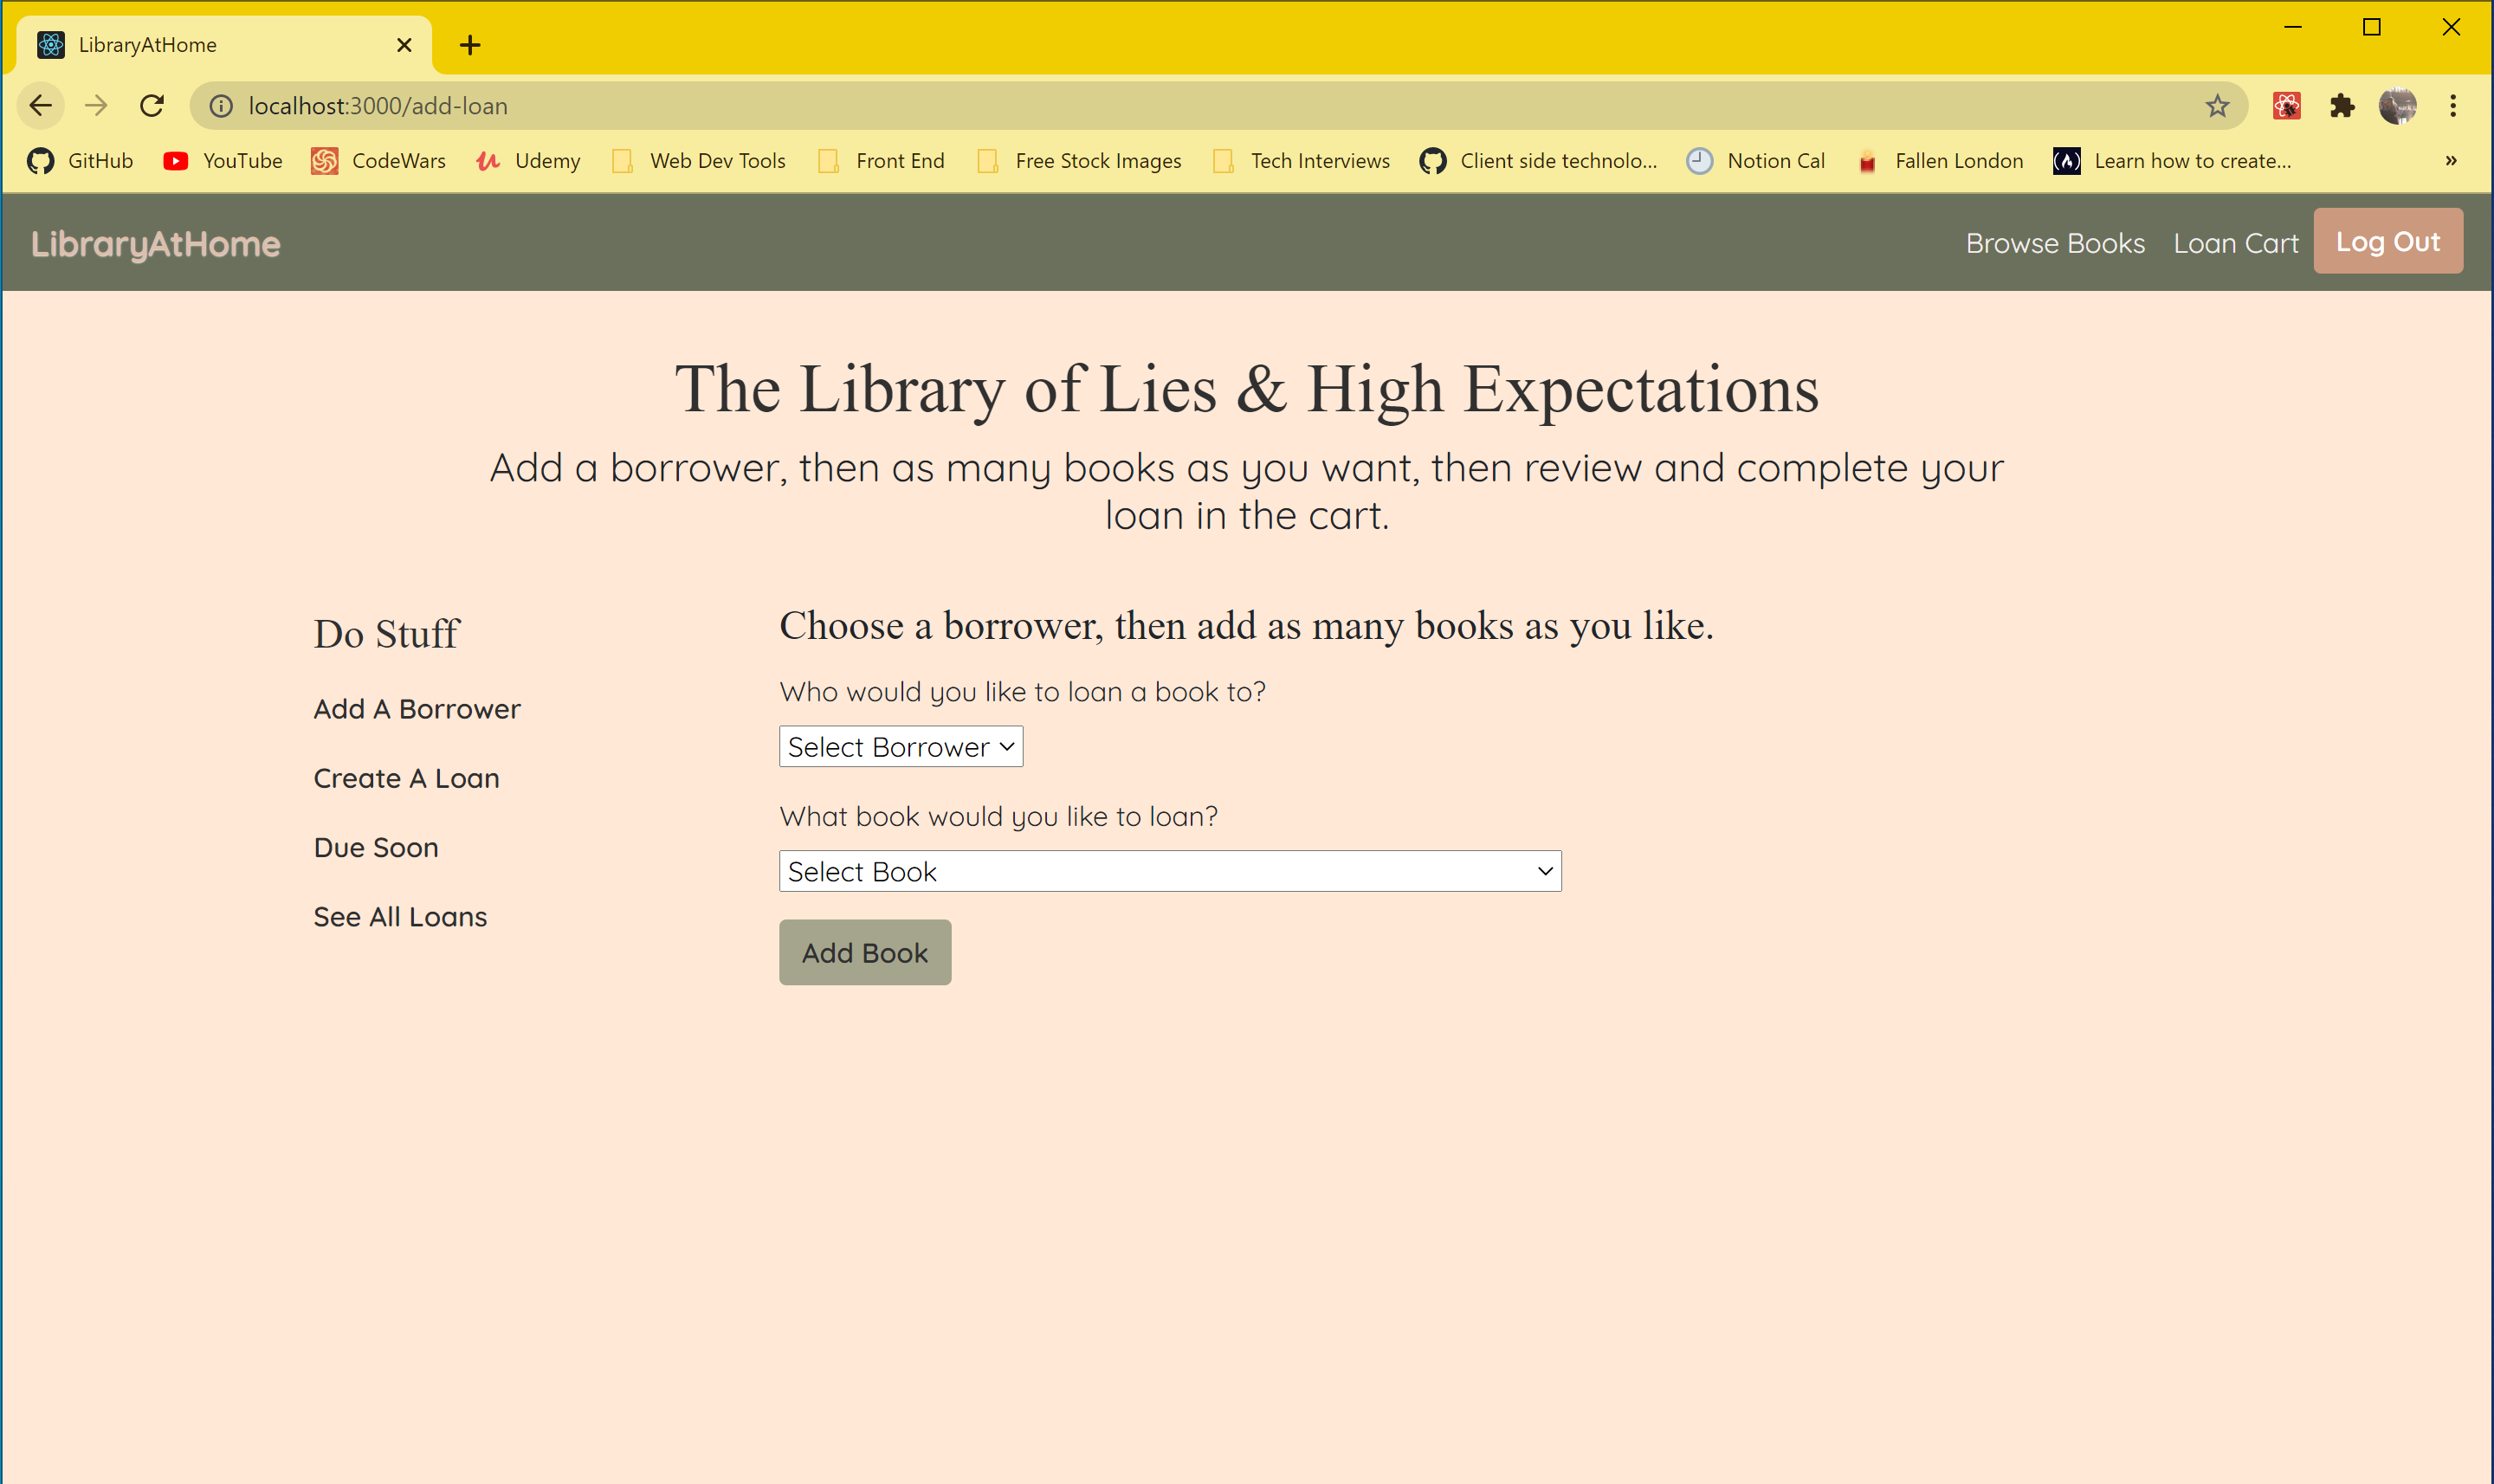 LibraryAtHome
localhost:3000/add-loan
GitHub YouTube CodeWars Udemy Web Dev Tools Front End Free Stock Images Tech Interviews Client side technolo... Notion Cal Fallen London Learn how to create... »
LibraryAtHome Browse Books Loan Cart Log Out
The Library of Lies & High Expectations
Add a borrower, then as many books as you want, then review and complete your
loan in the cart.
Do Stuff
Add A Borrower
Create A Loan
Due Soon
See All Loans
Choose a borrower, then add as many books as you like.
Who would you like to loan a book to?
Select Borrower
What book would you like to loan?
Select Book
Add Book